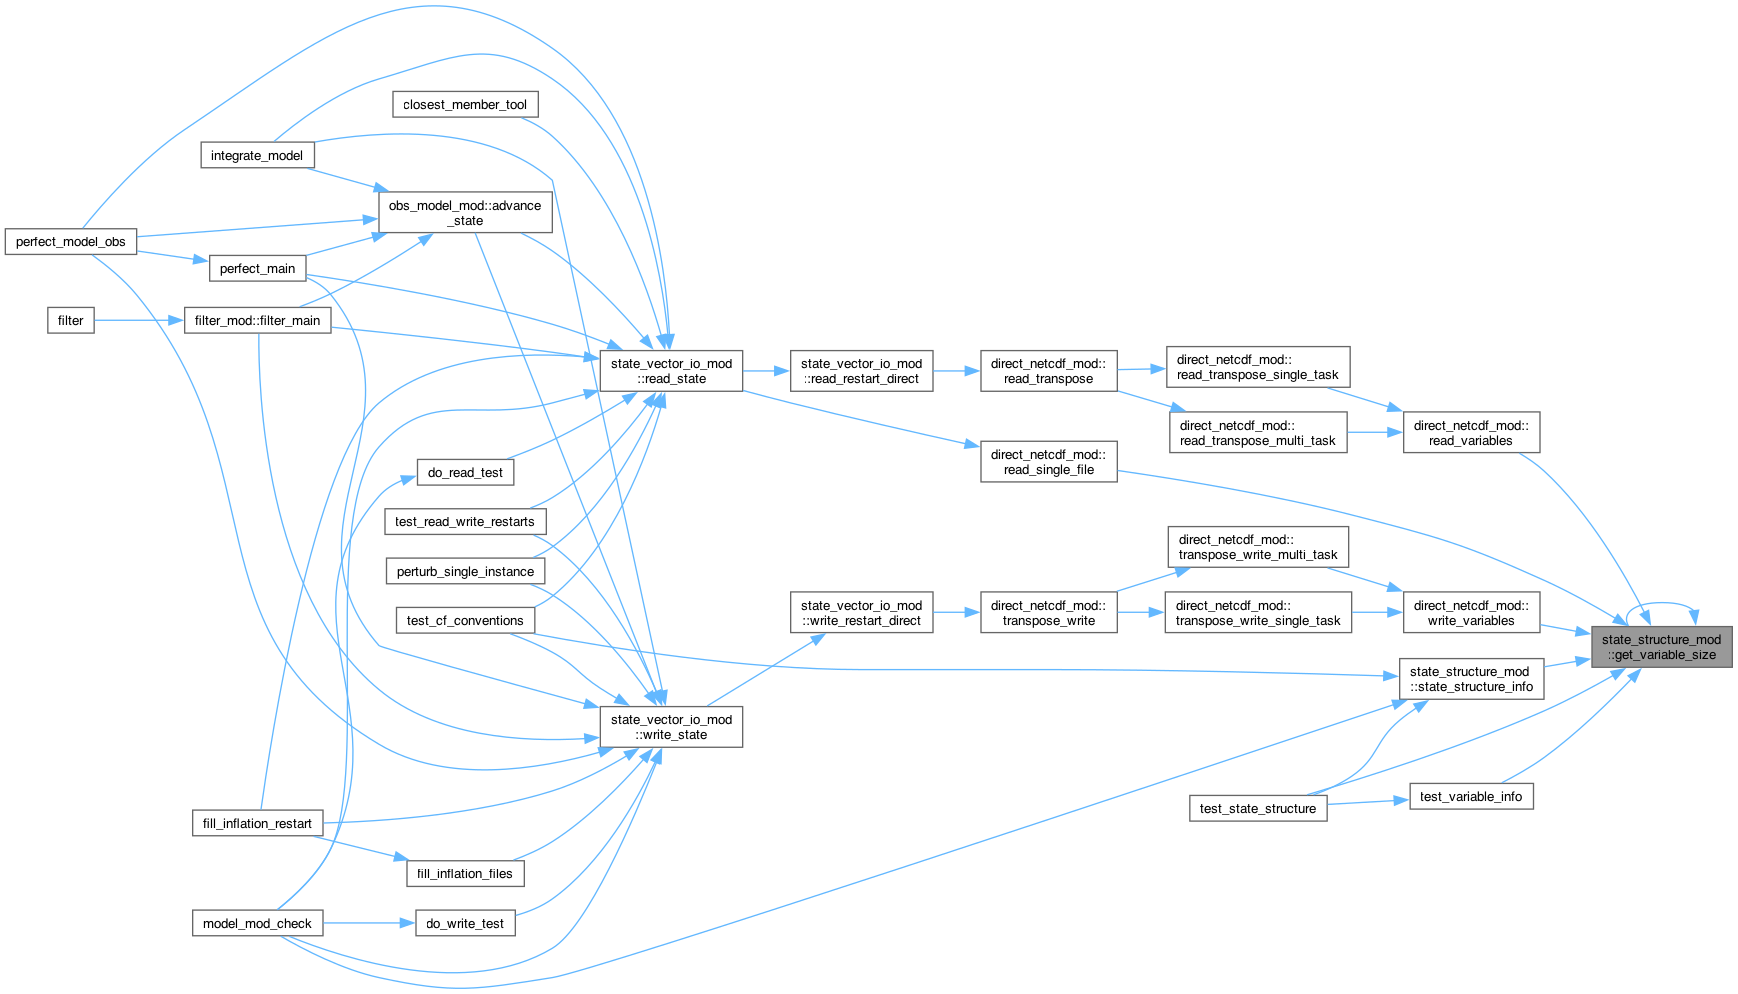 closest_member_tool
integrate_model
obs_model_mod::advance
_state
perfect_model_obs
perfect_main
filter
filter_mod::filter_main
state_vector_io_mod
::read_state
state_vector_io_mod
::read_restart_direct
direct_netcdf_mod::
read_transpose
direct_netcdf_mod::
read_transpose_single_task
direct_netcdf_mod::
read_transpose_multi_task
direct_netcdf_mod::
read_variables
direct_netcdf_mod::
read_single_file
do_read_test
test_read_write_restarts
perturb_single_instance
test_cf_conventions
direct_netcdf_mod::
transpose_write_multi_task
state_vector_io_mod
::write_restart_direct
direct_netcdf_mod::
transpose_write
direct_netcdf_mod::
transpose_write_single_task
direct_netcdf_mod::
write_variables
state_structure_mod
::get_variable_size
state_structure_mod
::state_structure_info
state_vector_io_mod
::write_state
test_variable_info
test_state_structure
fill_inflation_restart
fill_inflation_files
model_mod_check
do_write_test